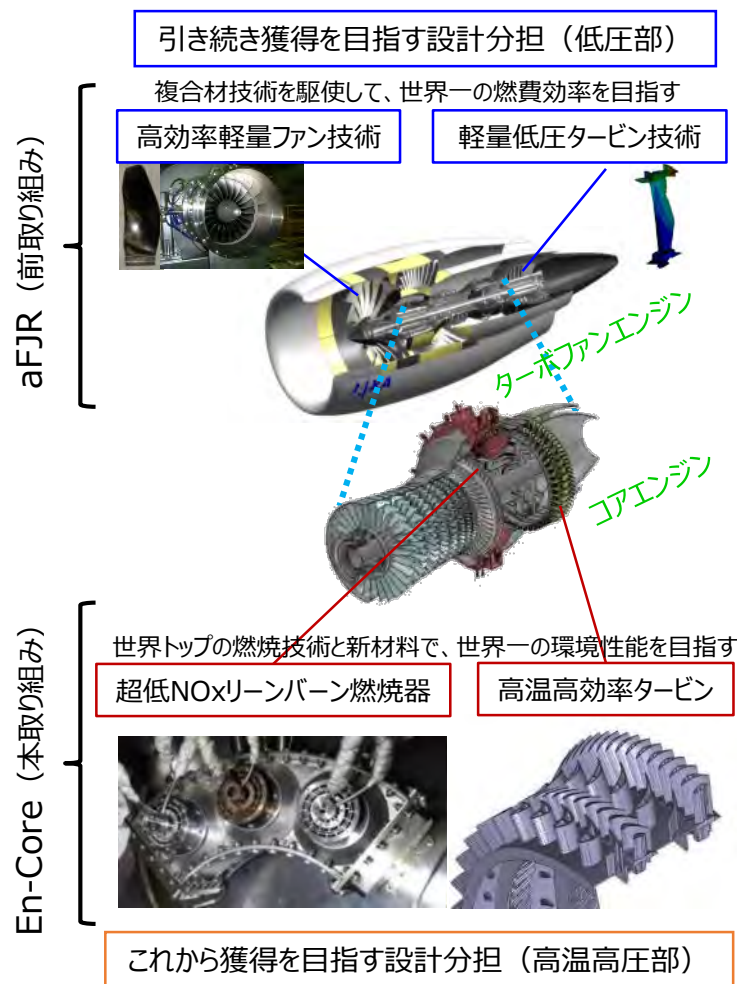 引き続き獲得を目指す設計分担（低圧部）
複合材技術を駆使して、世界一の燃費効率を目指す
高効率軽量ファン技術
軽量低圧タービン技術
aFJR（前取り組み）
ターボファンエンジン
コアエンジン
En-Core（本取り組み）
世界トップの燃焼技術と新材料で、世界一の環境性能を目指す
超低NOxリーンバーン燃焼器
高温高効率タービン
これから獲得を目指す設計分担（高温高圧部）